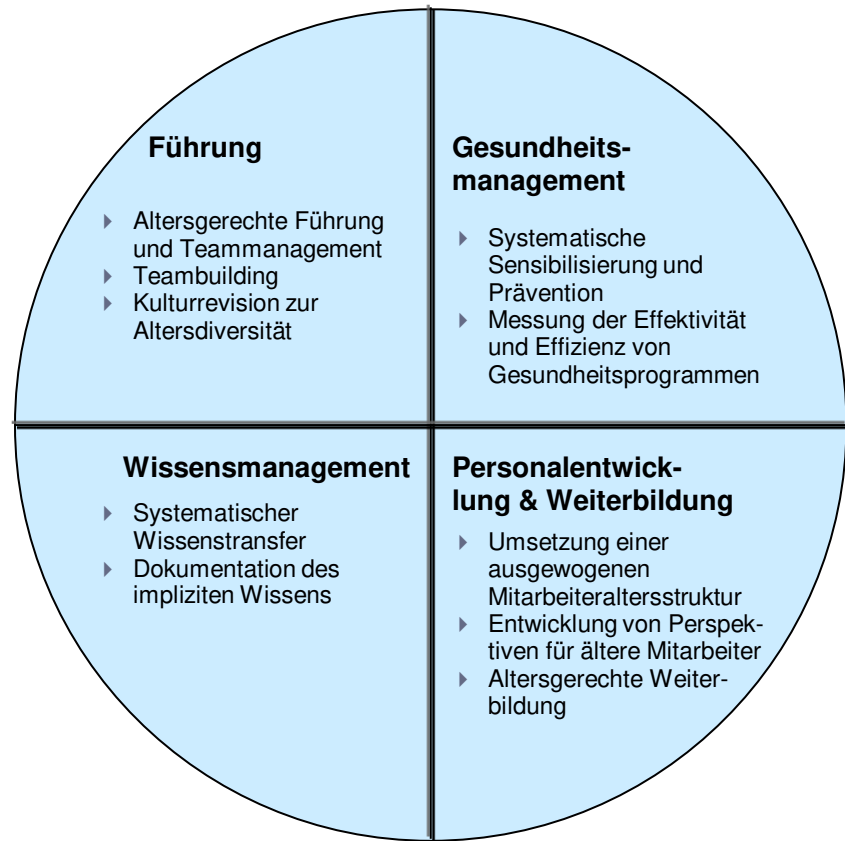 Führung
Altersgerechte Führung
und Teammanagement
Teambuilding
Kulturrevision zur
Altersdiversität
Gesundheits-
management
Systematische
Sensibilisierung und
Prävention
Messung der Effektivität
und Effizienz von
Gesundheitsprogrammen
Wissensmanagement
Systematischer
Wissenstransfer
Dokumentation des
impliziten Wissens
Personalentwick-
lung & Weiterbildung
Umsetzung einer
ausgewogenen
Mitarbeiteraltersstruktur
Entwicklung von Perspek-
tiven für ältere Mitarbeiter
Altersgerechte Weiter-
bildung